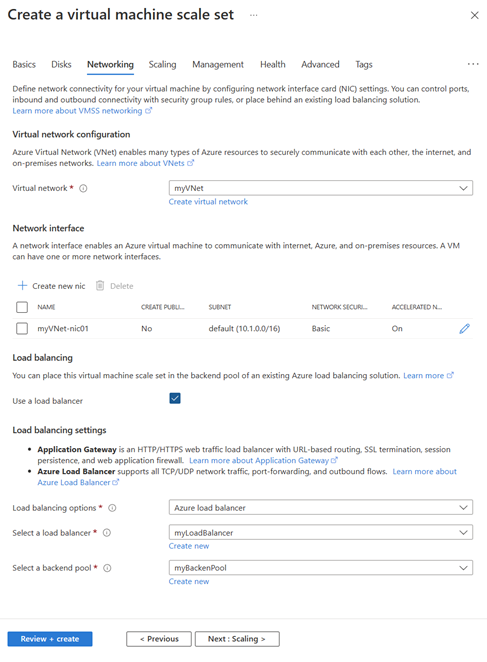 Create a virtual machine scale set ...
Basics Disks Networking Scaling Management Health Advanced Tags ...
Define network connectivity for your virtual machine by configuring network interface card (NIC) settings. You can control ports,
inbound and outbound connectivity with security group rules, or place behind an existing load balancing solution.
Learn more about VMSS networking
Virtual network configuration
Azure Virtual Network (VNet) enables many types of Azure resources to securely communicate with each other, the internet, and
on-premises networks. Learn more about VNets
Virtual network * myVNet
Create virtual network
Network interface
A network interface enables an Azure virtual machine to communicate with internet, Azure, and on-premises resources. A VM
can have one or more network interfaces.
Create new nic Delete
NAME CREATE PUBLI... SUBNET NETWORK SECURI... ACCELERATED N...
myVNet-nic01 No default (10.1.0.0/16) Basic On
Load balancing
You can place this virtual machine scale set in the backend pool of an existing Azure load balancing solution. Learn more
Use a load balancer
Load balancing settings
• Application Gateway is an HTTP/HTTPS web traffic load balancer with URL-based routing, SSL termination, session
persistence, and web application firewall. Learn more about Application Gateway
• Azure Load Balancer supports all TCP/UDP network traffic, port-forwarding, and outbound flows. Learn more about
Azure Load Balancer
Load balancing options * Azure load balancer
Select a load balancer * myLoadBalancer
Create new
Select a backend pool * myBackenPool
Create new
Review + create < Previous Next : Scaling >